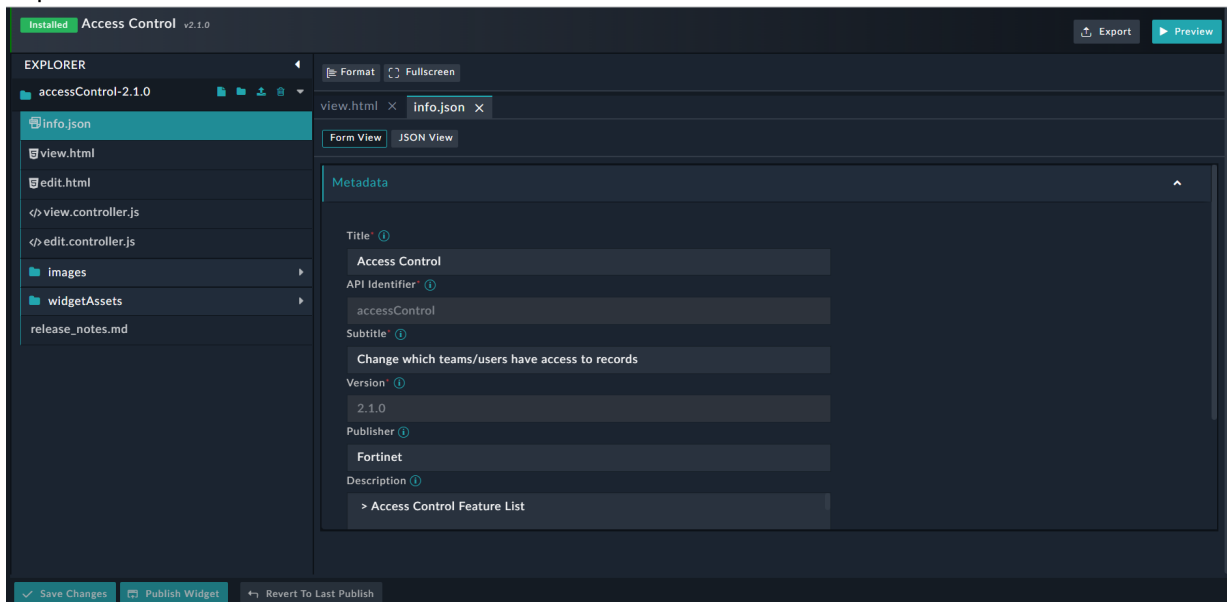 Installed Access Control v2.1.0
Export Preview
EXPLORER
accessControl-2.1.0
info.json
view.html
edit.html
</> view.controller.js
</> edit.controller.js
images
widgetAssets
release_notes.md
Format Fullscreen
view.html × info.json ×
Form View JSON View
Metadata
Title*
Access Control
API Identifier*
accessControl
Subtitle*
Change which teams/users have access to records
Version*
2.1.0
Publisher
Fortinet
Description
> Access Control Feature List
Save Changes Publish Widget Revert To Last Publish